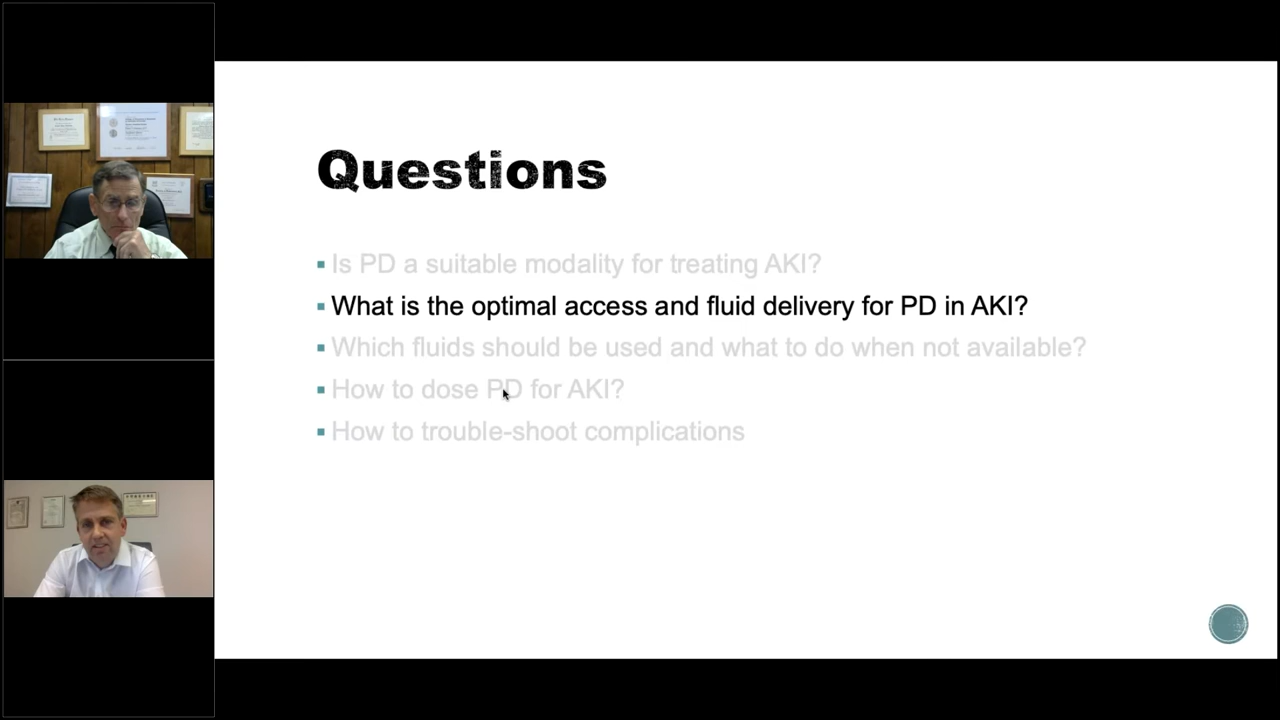 Questions
Is PD a suitable modality for treating AKI?
What is the optimal access and fluid delivery for PD in AKI?
Which fluids should be used and what to do when not available?
How to dose PD for AKI?
How to trouble-shoot complications